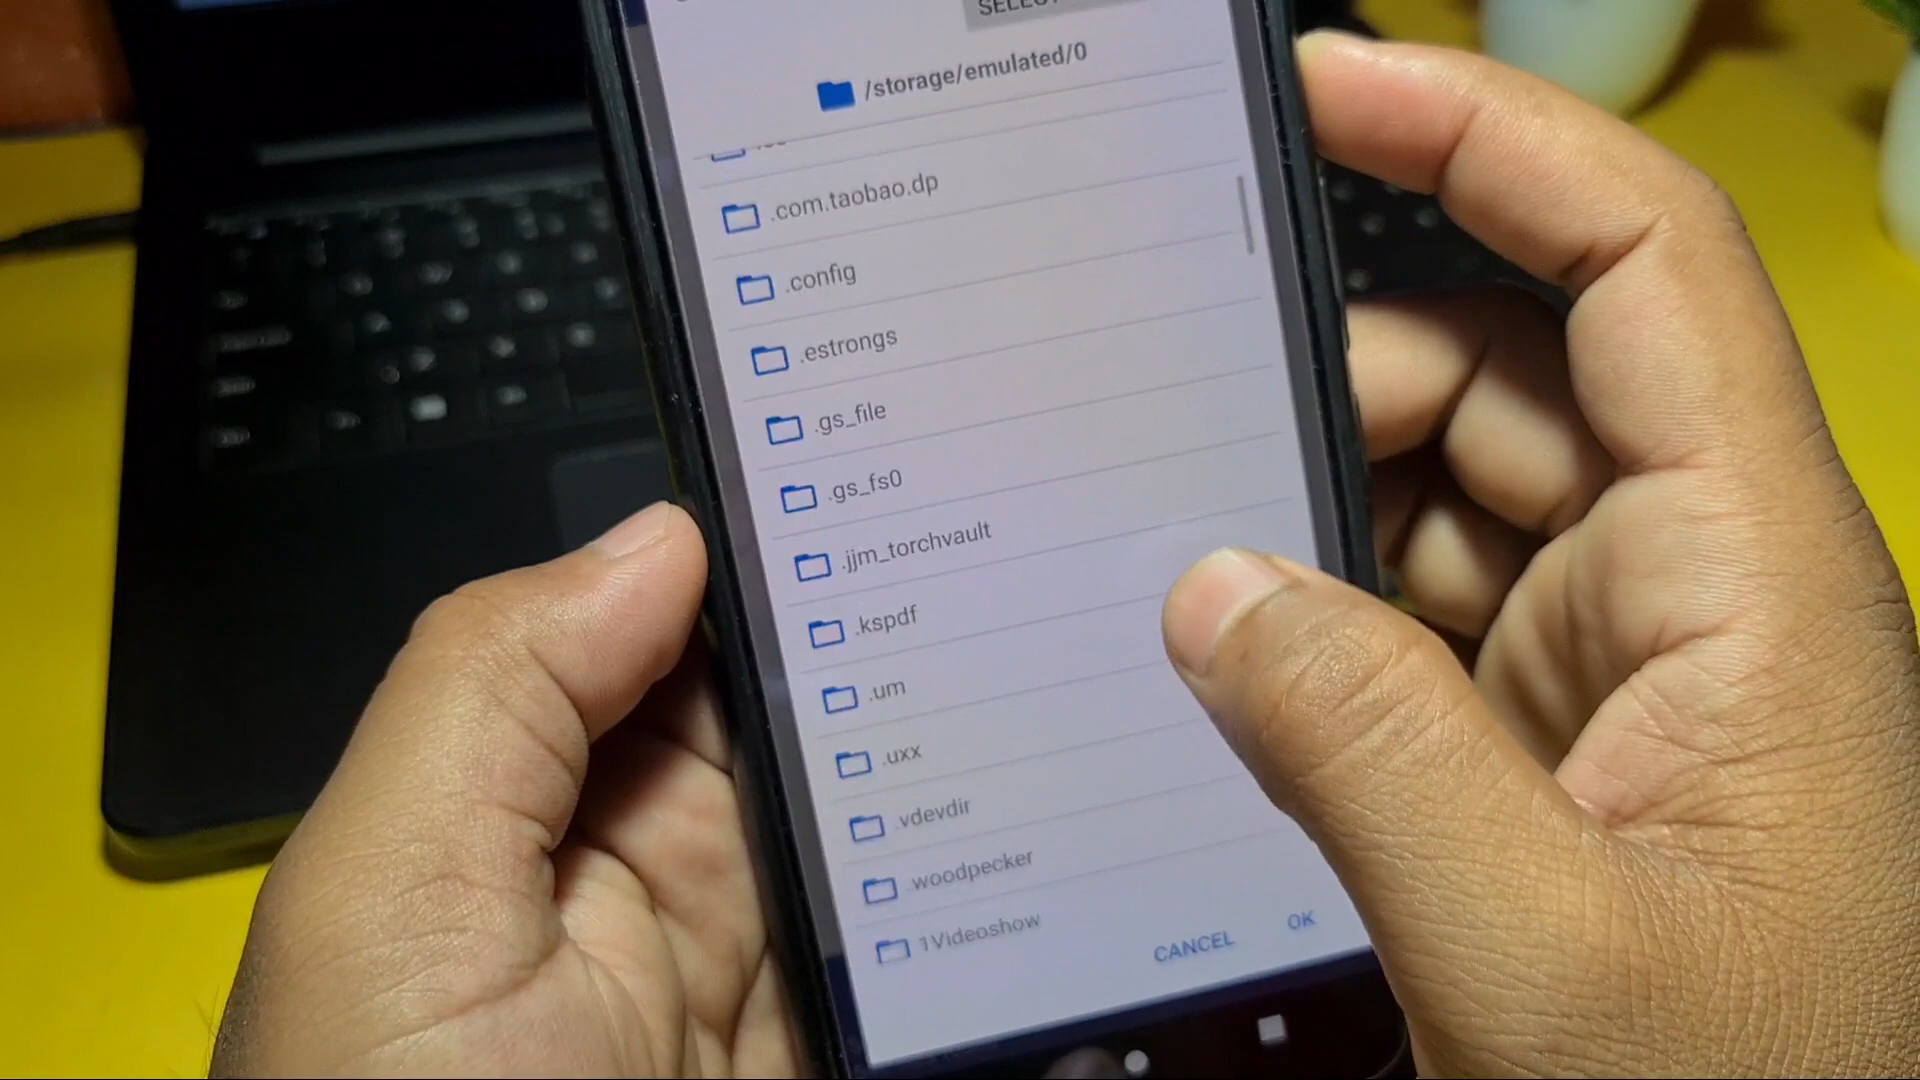 SELECT
/storage/emulated/0
.com.taobao.dp
.config
.estrongs
.gs_file
.gs_fs0
.jjm_torchvault
.kspdf
.um
.uxx
.vdevdir
.woodpecker
1Videoshow
CANCEL
OK